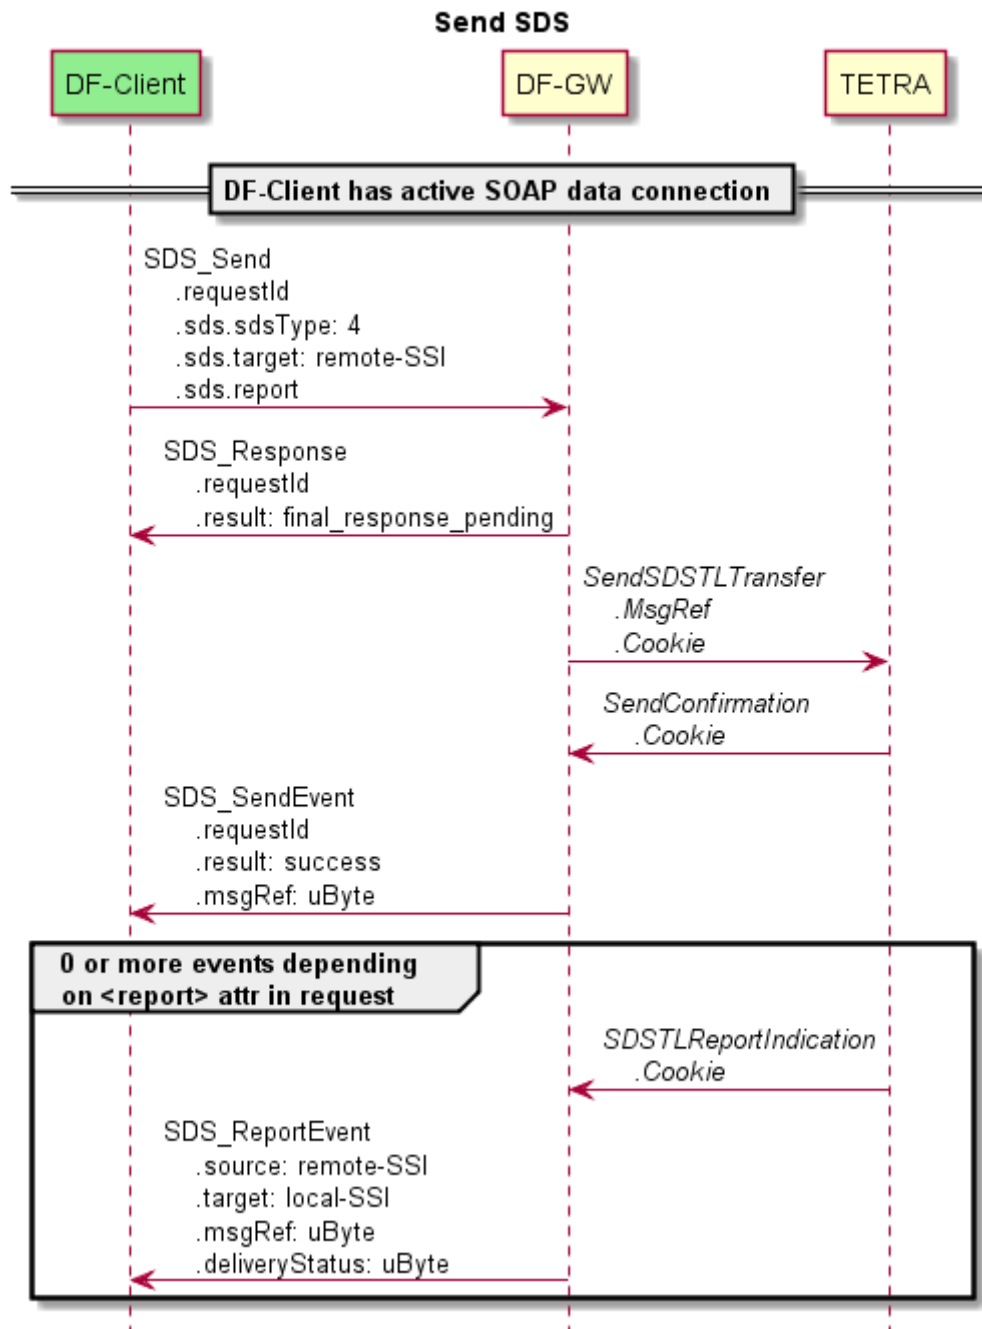 Send SDS
DF-Client
DF-GW
TETRA
DF-Client has active SOAP data connection
SDS_Send
.requestId
.sds.sdsType: 4
.sds.target: remote-SSI
.sds.report
SDS_Response
.requestId
.result: final_response_pending
SendSDSTLTransfer
.MsgRef
.Cookie
SendConfirmation
.Cookie
SDS_SendEvent
.requestId
.result: success
.msgRef: uByte
0 or more events depending
on <report> attr in request
SDSTLReportIndication
.Cookie
SDS_ReportEvent
.source: remote-SSI
.target: local-SSI
.msgRef: uByte
.deliveryStatus: uByte